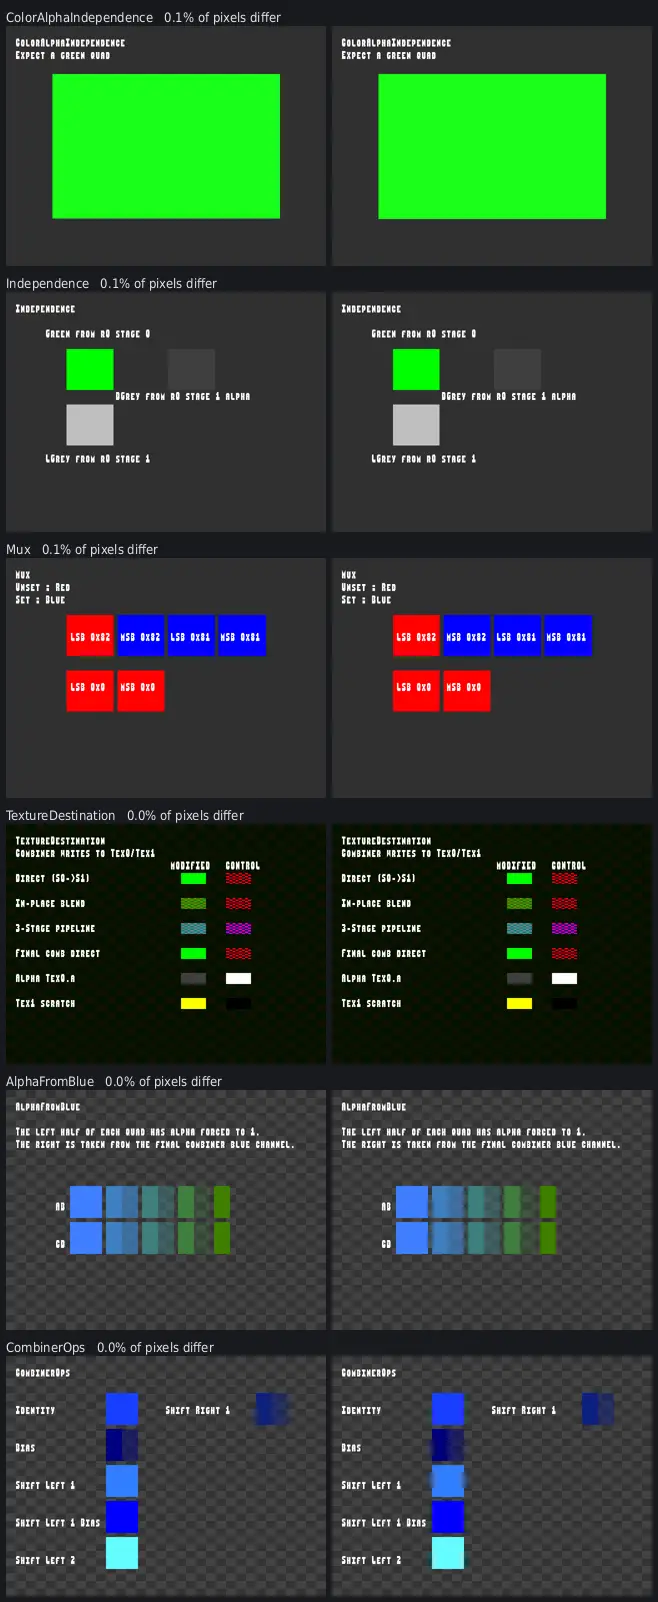 ColorAlphaIndependence 0.1% of pixels differ
ColorAlphaIndependence
Expect a green quad
ColorAlphaIndependence
Expect a green quad
Independence 0.1% of pixels differ
Independence
Green from R0 stage 0
DGrey from R0 stage 1 alpha
LGrey from R0 stage 1
Independence
Green from R0 stage 0
DGrey from R0 stage 1 alpha
LGrey from R0 stage 1
Mux 0.1% of pixels differ
Mux
Unset : Red
Set : Blue
LSB 0x82 MSB 0x82 LSB 0x81 MSB 0x81
LSB 0x0 MSB 0x0
Mux
Unset : Red
Set : Blue
LSB 0x82 MSB 0x82 LSB 0x81 MSB 0x81
LSB 0x0 MSB 0x0
TextureDestination 0.0% of pixels differ
TextureDestination
Combiner writes to Tex0/Tex1
Modified Control
Direct (S0->S1)
In-place blend
3-Stage pipeline
Final comb direct
Alpha Tex0.a
Tex1 scratch
TextureDestination
Combiner writes to Tex0/Tex1
Modified Control
Direct (S0->S1)
In-place blend
3-Stage pipeline
Final comb direct
Alpha Tex0.a
Tex1 scratch
AlphaFromBlue 0.0% of pixels differ
AlphaFromBlue
The left half of each quad has alpha forced to 1.
The right is taken from the final combiner blue channel.
AB
CD
AlphaFromBlue
The left half of each quad has alpha forced to 1.
The right is taken from the final combiner blue channel.
AB
CD
CombinerOps 0.0% of pixels differ
CombinerOps
Identity Shift Right 1
Bias
Shift Left 1
Shift Left 1 Bias
Shift Left 2
CombinerOps
Identity Shift Right 1
Bias
Shift Left 1
Shift Left 1 Bias
Shift Left 2